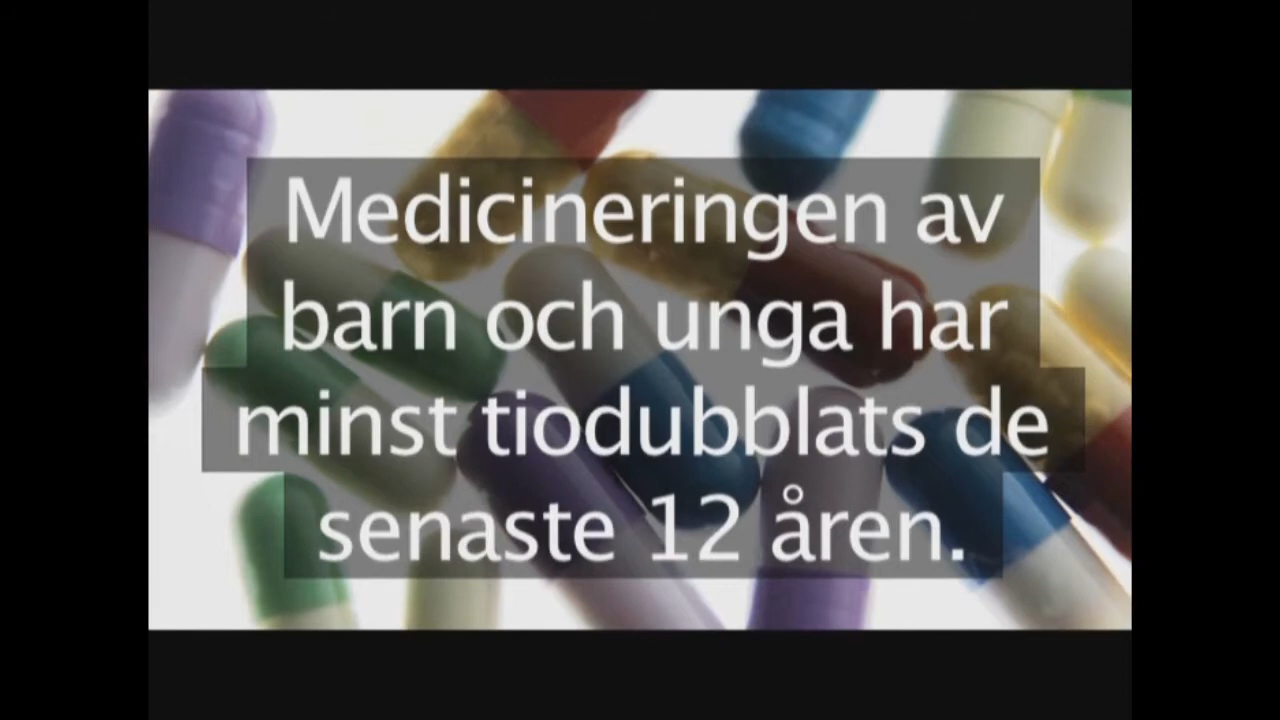 Medicineringen av
barn och unga har
minst tiodubblats de
senaste 12 åren.